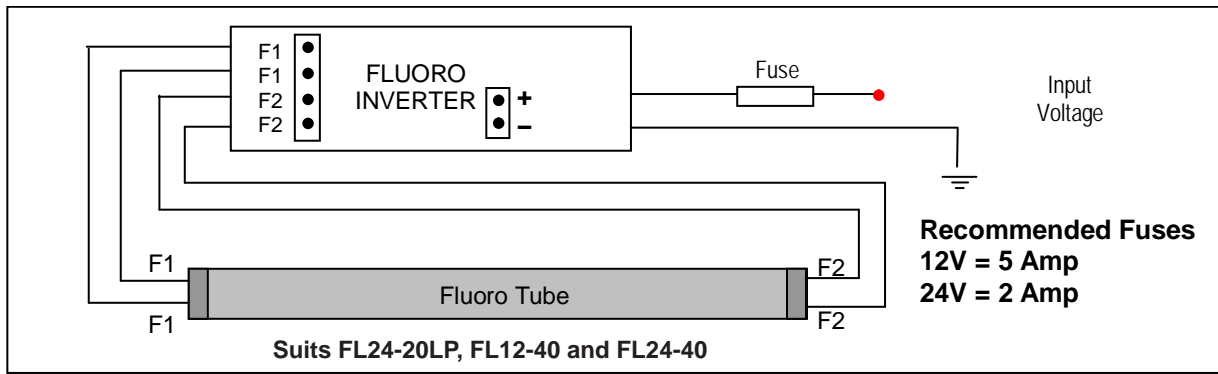 F1
F1
F2
F2
FLUORO
INVERTER
+
–
Fuse
Input
Voltage
Recommended Fuses
12V = 5 Amp
24V = 2 Amp
F1
F1
Fluoro Tube
F2
F2
Suits FL24-20LP, FL12-40 and FL24-40